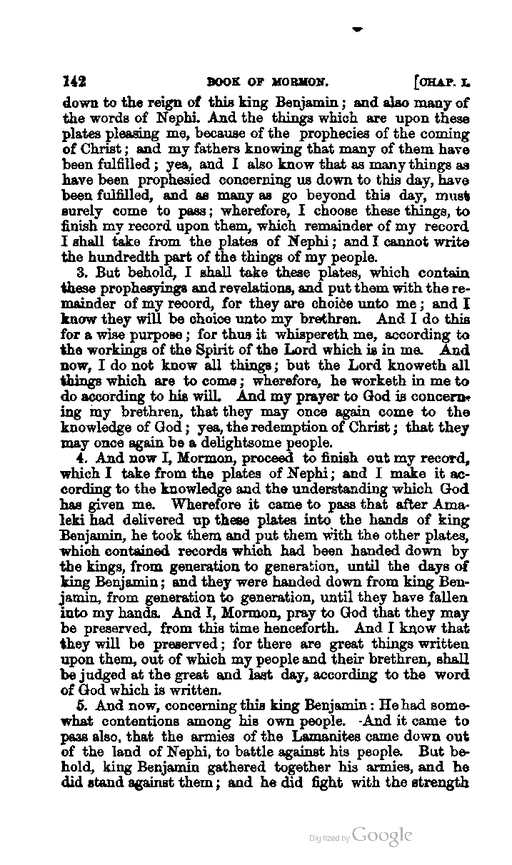 142 BOOK OF MORMON. [CHAP. I.
down to the reign of this king Benjamin; and also many of
the words of Nephi. And the things which are upon these
plates pleasing me, because of the prophecies of the coming
of Christ; and my fathers knowing that many of them have
been fulfilled; yea, and I also know that as many things as
have been prophesied concerning us down to this day, have
been fulfilled, and as many as go beyond this day, must
surely come to pass; wherefore, I choose these things, to
finish my record upon them, which remainder of my record
I shall take from the plates of Nephi; and I cannot write
the hundredth part of the things of my people.
3. But behold, I shall take these plates, which contain
these prophesyings and revelations, and put them with the re-
mainder of my record, for they are choice unto me; and I
know they will be choice unto my brethren. And I do this
for a wise purpose; for thus it whispereth me, according to
the workings of the Spirit of the Lord which is in me. And
now, I do not know all things; but the Lord knoweth all
things which are to come; wherefore, he worketh in me to
do according to his will. And my prayer to God is concern-
ing my brethren, that they may once again come to the
knowledge of God; yea, the redemption of Christ; that they
may once again be a delightsome people.
4. And now I, Mormon, proceed to finish out my record,
which I take from the plates of Nephi; and I make it ac-
cording to the knowledge and the understanding which God
has given me. Wherefore it came to pass that after Ama-
leki had delivered up these plates into the hands of king
Benjamin, he took them and put them with the other plates,
which contained records which had been handed down by
the kings, from generation to generation, until the days of
king Benjamin; and they were handed down from king Ben-
jamin, from generation to generation, until they have fallen
into my hands. And I, Mormon, pray to God that they may
be preserved, from this time henceforth. And I know that
they will be preserved; for there are great things written
upon them, out of which my people and their brethren, shall
be judged at the great and last day, according to the word
of God which is written.
5. And now, concerning this king Benjamin: He had some-
what contentions among his own people. And it came to
pass also, that the armies of the Lamanites came down out
of the land of Nephi, to battle against his people. But be-
hold, king Benjamin gathered together his armies, and he
did stand against them; and he did fight with the strength
Digitized by Google